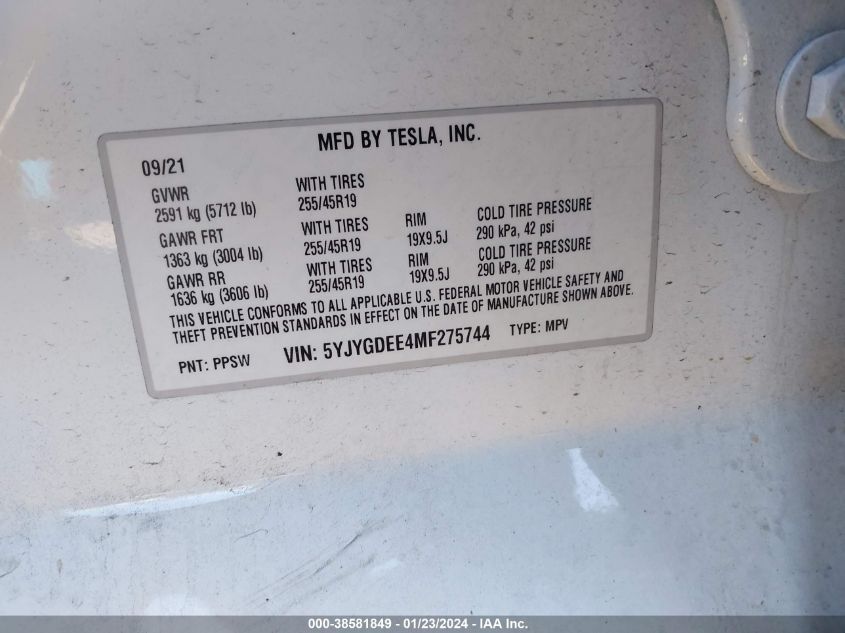 MFD BY TESLA, INC.
09/21
GVWR WITH TIRES
2591 kg (5712 lb) 255/45R19
GAWR FRT WITH TIRES RIM COLD TIRE PRESSURE
1363 kg (3004 lb) 255/45R19 19X9.5J 290 kPa, 42 psi
GAWR RR WITH TIRES RIM COLD TIRE PRESSURE
1636 kg (3606 lb) 255/45R19 19X9.5J 290 kPa, 42 psi
THIS VEHICLE CONFORMS TO ALL APPLICABLE U.S. FEDERAL MOTOR VEHICLE SAFETY AND
THEFT PREVENTION STANDARDS IN EFFECT ON THE DATE OF MANUFACTURE SHOWN ABOVE.
PNT: PPSW VIN: 5YJYGDEE4MF275744 TYPE: MPV
000-38581849 - 01/23/2024 - IAA Inc.